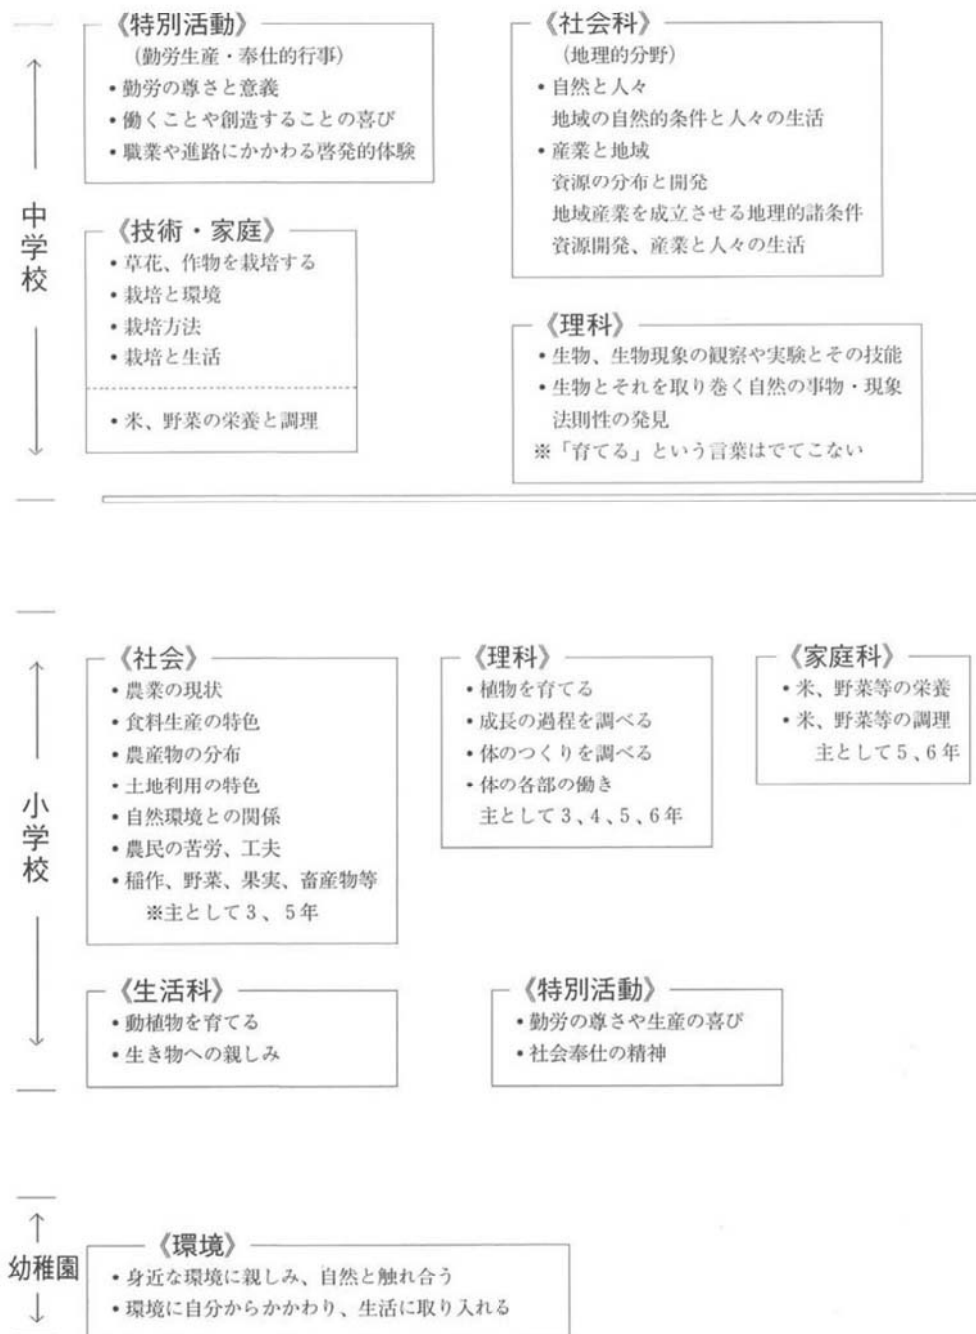 中学校
《特別活動》
(勤労生産・奉仕的行事)
• 勤労の尊さと意義
• 働くことや創造することの喜び
• 職業や進路にかかわる啓発的体験
《社会科》
(地理的分野)
• 自然と人々
地域の自然的条件と人々の生活
• 産業と地域
資源の分布と開発
地域産業を成立させる地理的諸条件
資源開発、産業と人々の生活
《技術・家庭》
• 草花、作物を栽培する
• 栽培と環境
• 栽培方法
• 栽培と生活
• 米、野菜の栄養と調理
《理科》
• 生物、生物現象の観察や実験とその技能
• 生物とそれを取り巻く自然の事物・現象
法則性の発見
※「育てる」という言葉はでてこない
小学校
《社会》
• 農業の現状
• 食料生産の特色
• 農産物の分布
• 土地利用の特色
• 自然環境との関係
• 農民の苦労、工夫
• 稲作、野菜、果実、畜産物等
※主として3、5年
《理科》
• 植物を育てる
• 成長の過程を調べる
• 体のつくりを調べる
• 体の各部の働き
主として3、4、5、6年
《家庭科》
• 米、野菜等の栄養
• 米、野菜等の調理
主として5、6年
《生活科》
• 動植物を育てる
• 生き物への親しみ
《特別活動》
• 勤労の尊さや生産の喜び
• 社会奉仕の精神
幼稚園
《環境》
• 身近な環境に親しみ、自然と触れ合う
• 環境に自分からかかわり、生活に取り入れる